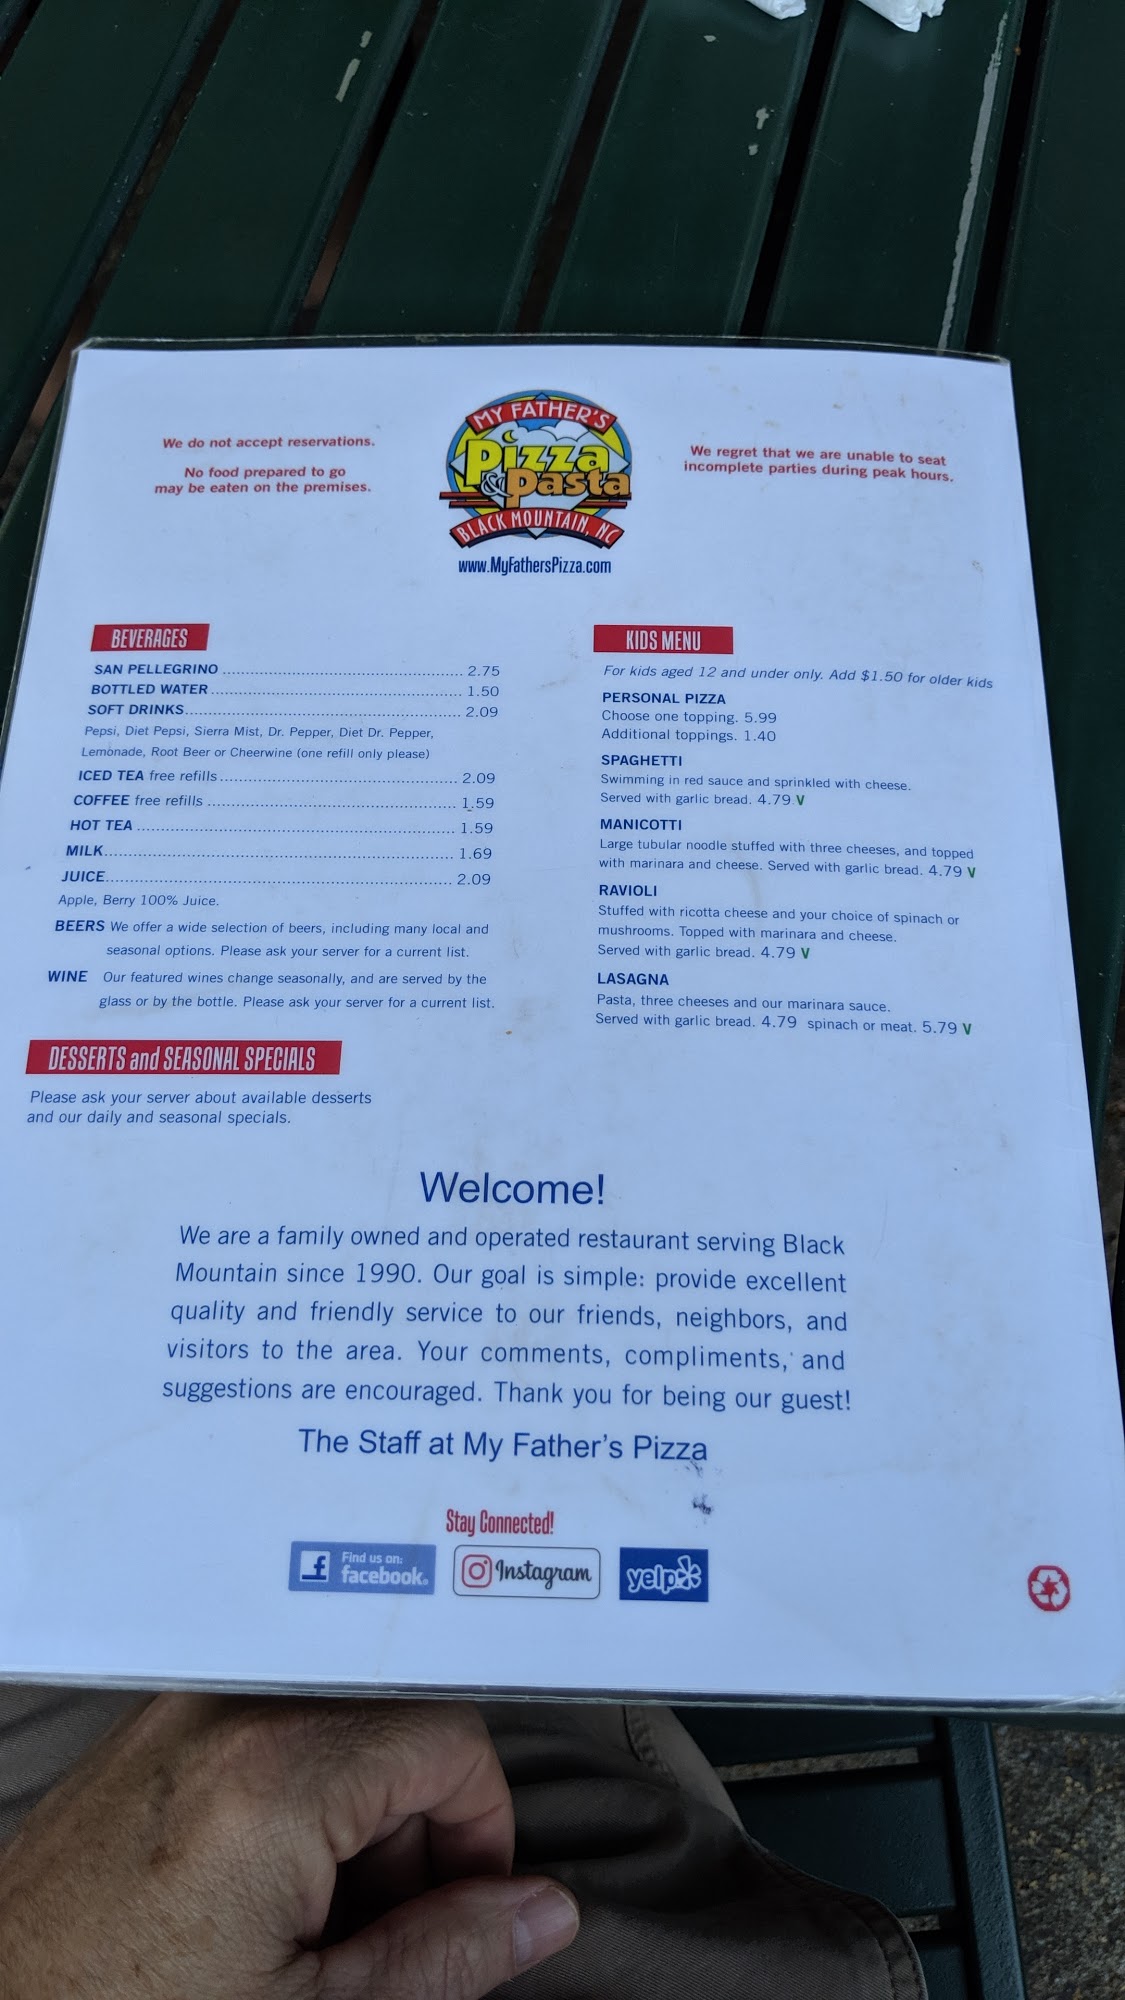 We do not accept reservations.
No food prepared to go
may be eaten on the premises.
MY FATHER'S
Pizza
& Pasta
BLACK MOUNTAIN, NC
www.MyFathersPizza.com
We regret that we are unable to seat
incomplete parties during peak hours.
BEVERAGES
SAN PELLEGRINO ........ 2.75
BOTTLED WATER ........ 1.50
SOFT DRINKS ........ 2.09
Pepsi, Diet Pepsi, Sierra Mist, Dr. Pepper, Diet Dr. Pepper,
Lemonade, Root Beer or Cheerwine (one refill only please)
ICED TEA free refills ........ 2.09
COFFEE free refills ........ 1.59
HOT TEA ........ 1.59
MILK ........ 1.69
JUICE ........ 2.09
Apple, Berry 100% Juice.
BEERS We offer a wide selection of beers, including many local and
seasonal options. Please ask your server for a current list.
WINE Our featured wines change seasonally, and are served by the
glass or by the bottle. Please ask your server for a current list.
DESSERTS and SEASONAL SPECIALS
Please ask your server about available desserts
and our daily and seasonal specials.
KIDS MENU
For kids aged 12 and under only. Add $1.50 for older kids
PERSONAL PIZZA
Choose one topping. 5.99
Additional toppings. 1.40
SPAGHETTI
Swimming in red sauce and sprinkled with cheese.
Served with garlic bread. 4.79 V
MANICOTTI
Large tubular noodle stuffed with three cheeses, and topped
with marinara and cheese. Served with garlic bread. 4.79 V
RAVIOLI
Stuffed with ricotta cheese and your choice of spinach or
mushrooms. Topped with marinara and cheese.
Served with garlic bread. 4.79 V
LASAGNA
Pasta, three cheeses and our marinara sauce.
Served with garlic bread. 4.79 spinach or meat. 5.79 V
Welcome!
We are a family owned and operated restaurant serving Black
Mountain since 1990. Our goal is simple: provide excellent
quality and friendly service to our friends, neighbors, and
visitors to the area. Your comments, compliments, and
suggestions are encouraged. Thank you for being our guest!
The Staff at My Father's Pizza
Stay Connected!
f Find us on:
facebook.
Instagram
yelp